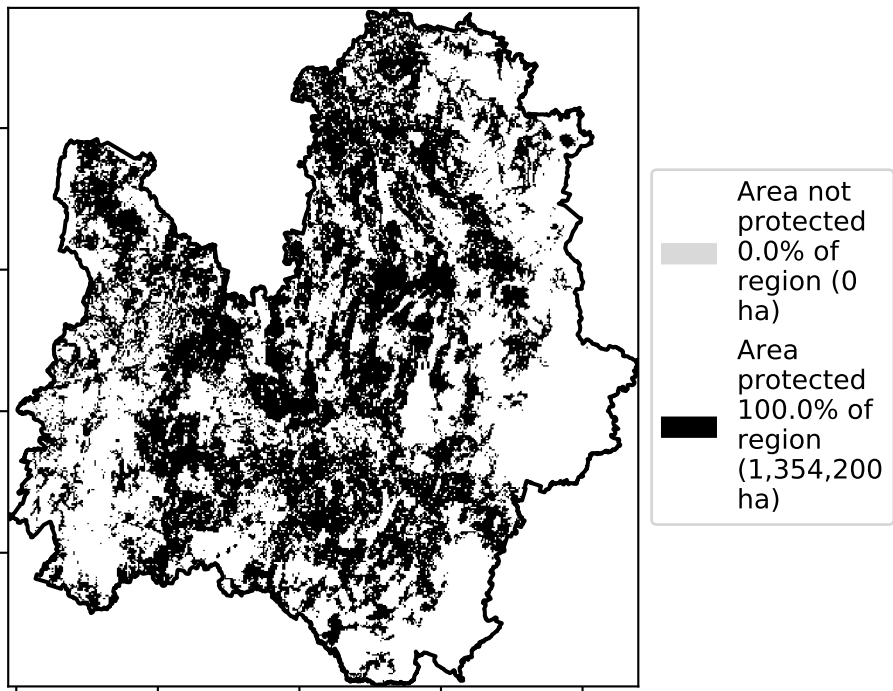 Area not
protected
0.0% of
region (0
ha)
Area
protected
100.0% of
region
(1,354,200
ha)